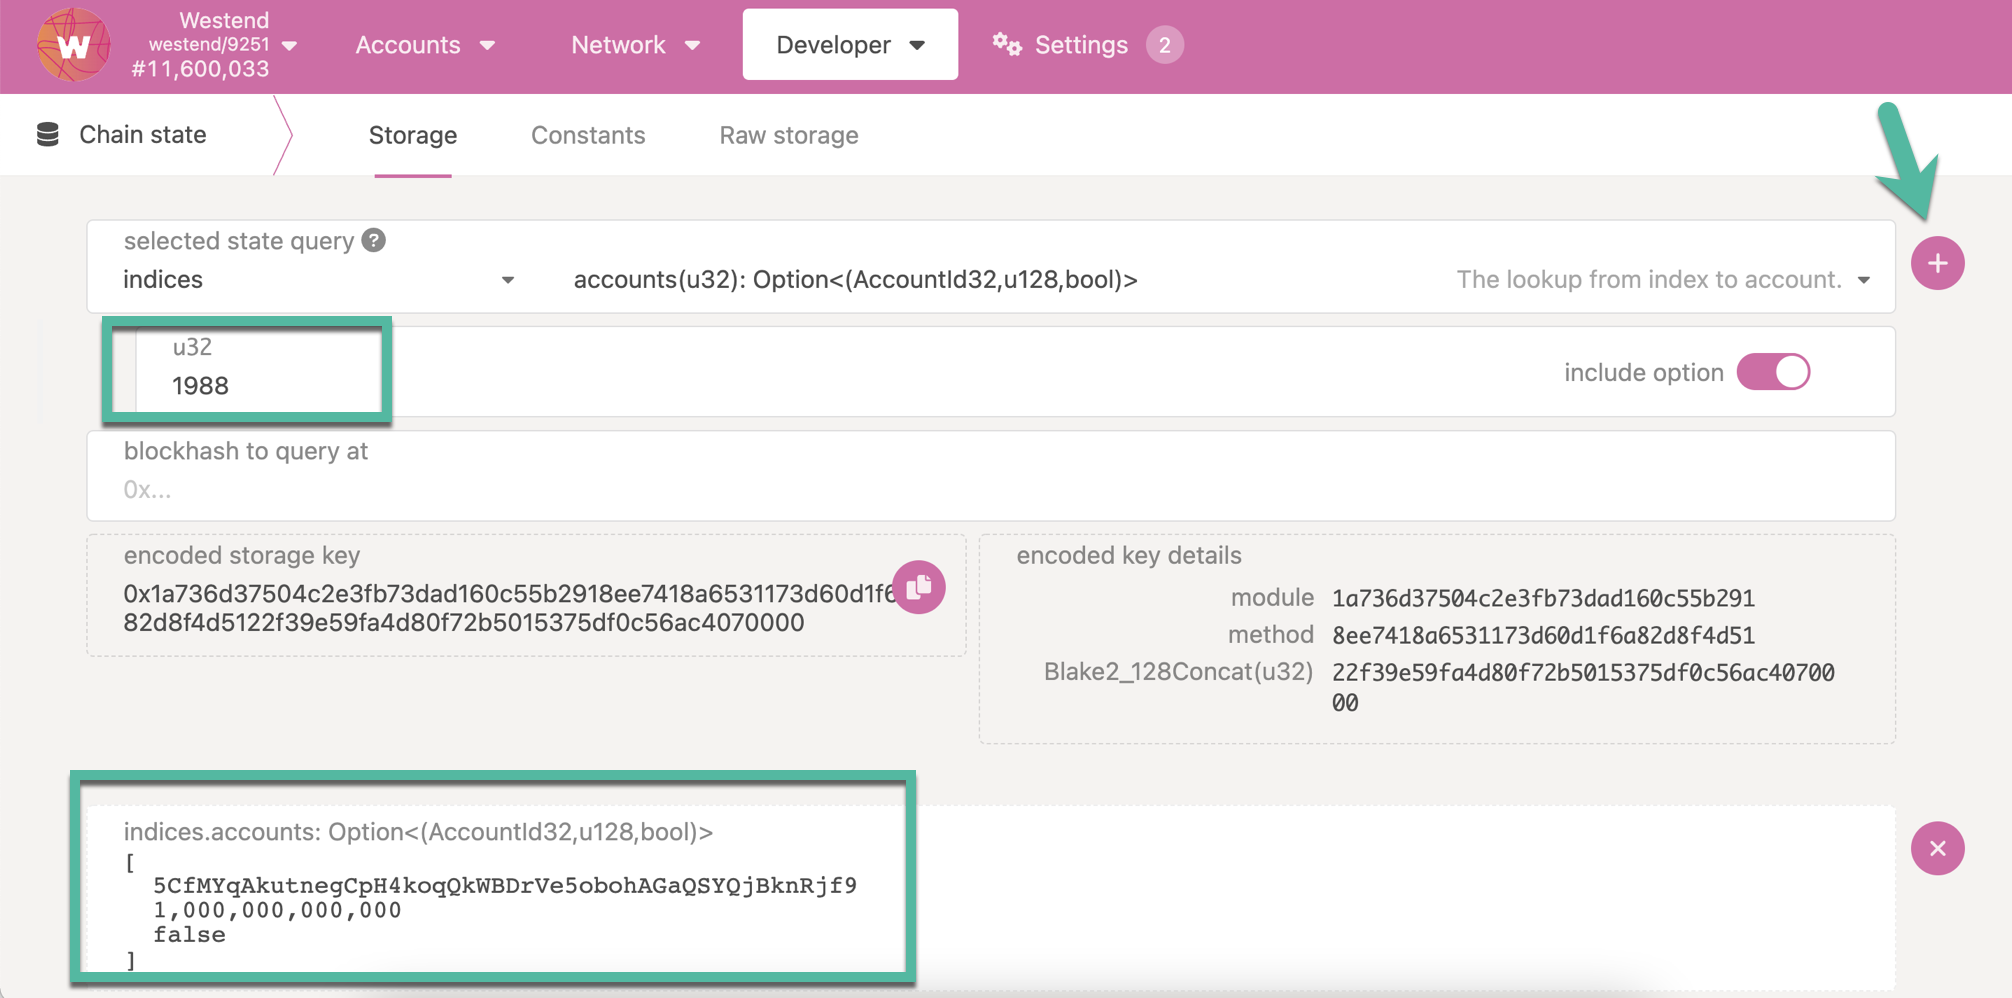 W
Westend
westend/9251
#11,600,033
Accounts
Network
Developer
Settings
2
Chain state
Storage
Constants
Raw storage
selected state query ?
indices
accounts(u32): Option<(AccountId32,u128,bool)>
The lookup from index to account.
u32
1988
include option
blockhash to query at
0x...
encoded storage key
0x1a736d37504c2e3fb73dad160c55b2918ee7418a6531173d60d1f6
82d8f4d5122f39e59fa4d80f72b5015375df0c56ac4070000
encoded key details
module 1a736d37504c2e3fb73dad160c55b291
method 8ee7418a6531173d60d1f6a82d8f4d51
Blake2_128Concat(u32) 22f39e59fa4d80f72b5015375df0c56ac40700
00
indices.accounts: Option<(AccountId32,u128,bool)>
[
5CfMYqAkutnegCpH4koqQkWBDrVe5obohAGaQSYQjBknRjf9
1,000,000,000,000
false
]